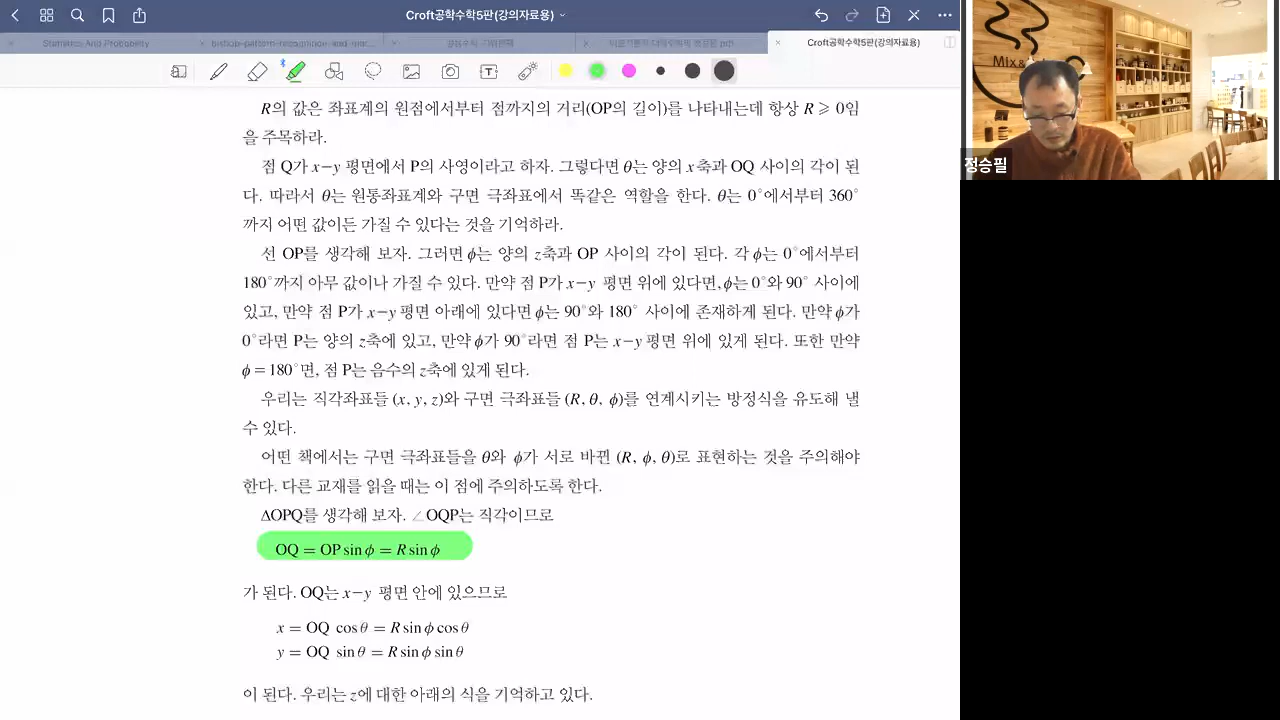 Croft공학수학5판(강의자료용)
Statistics And Probability
Croft공학수학5판(강의자료용)
R의 값은 좌표계의 원점에서부터 점까지의 거리(OP의 길이)를 나타내는데 항상 R ⩾ 0임
을 주목하라.
점 Q가 x−y 평면에서 P의 사영이라고 하자. 그렇다면 θ는 양의 x축과 OQ 사이의 각이 된
다. 따라서 θ는 원통좌표계와 구면 극좌표에서 똑같은 역할을 한다. θ는 0°에서부터 360°
까지 어떤 값이든 가질 수 있다는 것을 기억하라.
선 OP를 생각해 보자. 그러면 ϕ는 양의 z축과 OP 사이의 각이 된다. 각 ϕ는 0°에서부터
180°까지 아무 값이나 가질 수 있다. 만약 점 P가 x−y 평면 위에 있다면, ϕ는 0°와 90° 사이에
있고, 만약 점 P가 x−y 평면 아래에 있다면 ϕ는 90°와 180° 사이에 존재하게 된다. 만약 ϕ가
0°라면 P는 양의 z축에 있고, 만약 ϕ가 90°라면 점 P는 x−y 평면 위에 있게 된다. 또한 만약
ϕ = 180°면, 점 P는 음수의 z축에 있게 된다.
우리는 직각좌표들 (x, y, z)와 구면 극좌표들 (R, θ, ϕ)를 연계시키는 방정식을 유도해 낼
수 있다.
어떤 책에서는 구면 극좌표들을 θ와 ϕ가 서로 바뀐 (R, ϕ, θ)로 표현하는 것을 주의해야
한다. 다른 교재를 읽을 때는 이 점에 주의하도록 한다.
ΔOPQ를 생각해 보자. ∠OQP는 직각이므로
OQ = OP sin ϕ = R sin ϕ
가 된다. OQ는 x−y 평면 안에 있으므로
x = OQ cos θ = R sin ϕ cos θ
y = OQ sin θ = R sin ϕ sin θ
이 된다. 우리는 z에 대한 아래의 식을 기억하고 있다.
정승필